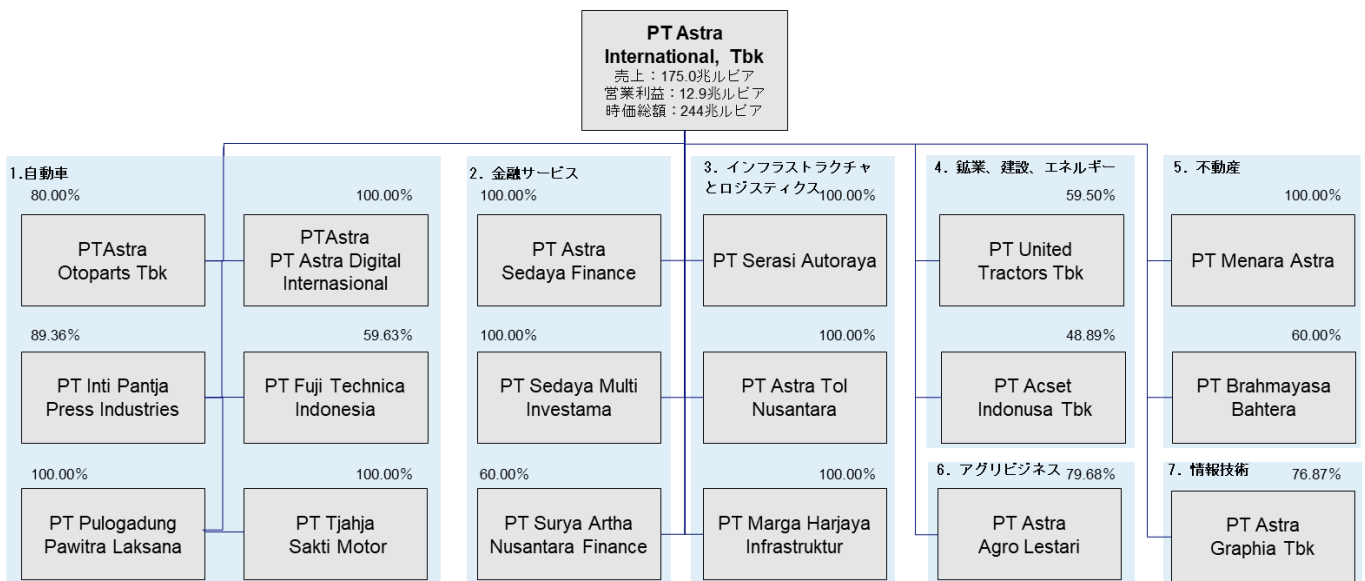 PT Astra
International, Tbk
売上：175.0兆ルピア
営業利益：12.9兆ルピア
時価総額：244兆ルピア
1.自動車
80.00%
PTAstra
Otoparts Tbk
100.00%
PTAstra
PT Astra Digital
Internasional
89.36%
PT Inti Pantja
Press Industries
59.63%
PT Fuji Technica
Indonesia
100.00%
PT Pulogadung
Pawitra Laksana
100.00%
PT Tjahja
Sakti Motor
2．金融サービス
100.00%
PT Astra
Sedaya Finance
100.00%
PT Sedaya Multi
Investama
60.00%
PT Surya Artha
Nusantara Finance
3．インフラストラクチャ
とロジスティクス
100.00%
PT Serasi Autoraya
100.00%
PT Astra Tol
Nusantara
100.00%
PT Marga Harjaya
Infrastruktur
4．鉱業、建設、エネルギー
59.50%
PT United
Tractors Tbk
48.89%
PT Acset
Indonusa Tbk
5．不動産
100.00%
PT Menara Astra
60.00%
PT Brahmayasa
Bahtera
6．アグリビジネス
79.68%
PT Astra
Agro Lestari
7．情報技術
76.87%
PT Astra
Graphia Tbk